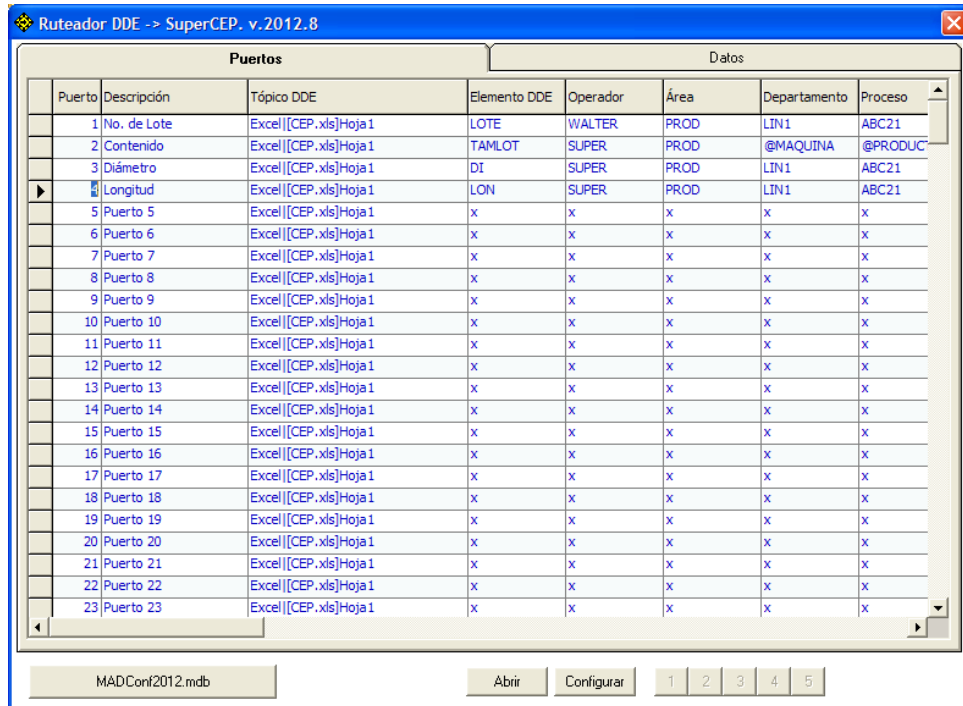 Ruteador DDE -> SuperCEP. v.2012.8
Puertos Datos
Puerto Descripción Tópico DDE Elemento DDE Operador Área Departamento Proceso
1 No. de Lote Excel|[CEP.xls]Hoja1 LOTE WALTER PROD LIN1 ABC21
2 Contenido Excel|[CEP.xls]Hoja1 TAMLOT SUPER PROD @MAQUINA @PRODUCT
3 Diámetro Excel|[CEP.xls]Hoja1 DI SUPER PROD LIN1 ABC21
4 Longitud Excel|[CEP.xls]Hoja1 LON SUPER PROD LIN1 ABC21
5 Puerto 5 Excel|[CEP.xls]Hoja1 x x x x x
6 Puerto 6 Excel|[CEP.xls]Hoja1 x x x x x
7 Puerto 7 Excel|[CEP.xls]Hoja1 x x x x x
8 Puerto 8 Excel|[CEP.xls]Hoja1 x x x x x
9 Puerto 9 Excel|[CEP.xls]Hoja1 x x x x x
10 Puerto 10 Excel|[CEP.xls]Hoja1 x x x x x
11 Puerto 11 Excel|[CEP.xls]Hoja1 x x x x x
12 Puerto 12 Excel|[CEP.xls]Hoja1 x x x x x
13 Puerto 13 Excel|[CEP.xls]Hoja1 x x x x x
14 Puerto 14 Excel|[CEP.xls]Hoja1 x x x x x
15 Puerto 15 Excel|[CEP.xls]Hoja1 x x x x x
16 Puerto 16 Excel|[CEP.xls]Hoja1 x x x x x
17 Puerto 17 Excel|[CEP.xls]Hoja1 x x x x x
18 Puerto 18 Excel|[CEP.xls]Hoja1 x x x x x
19 Puerto 19 Excel|[CEP.xls]Hoja1 x x x x x
20 Puerto 20 Excel|[CEP.xls]Hoja1 x x x x x
21 Puerto 21 Excel|[CEP.xls]Hoja1 x x x x x
22 Puerto 22 Excel|[CEP.xls]Hoja1 x x x x x
23 Puerto 23 Excel|[CEP.xls]Hoja1 x x x x x
MADConf2012.mdb Abrir Configurar 1 2 3 4 5